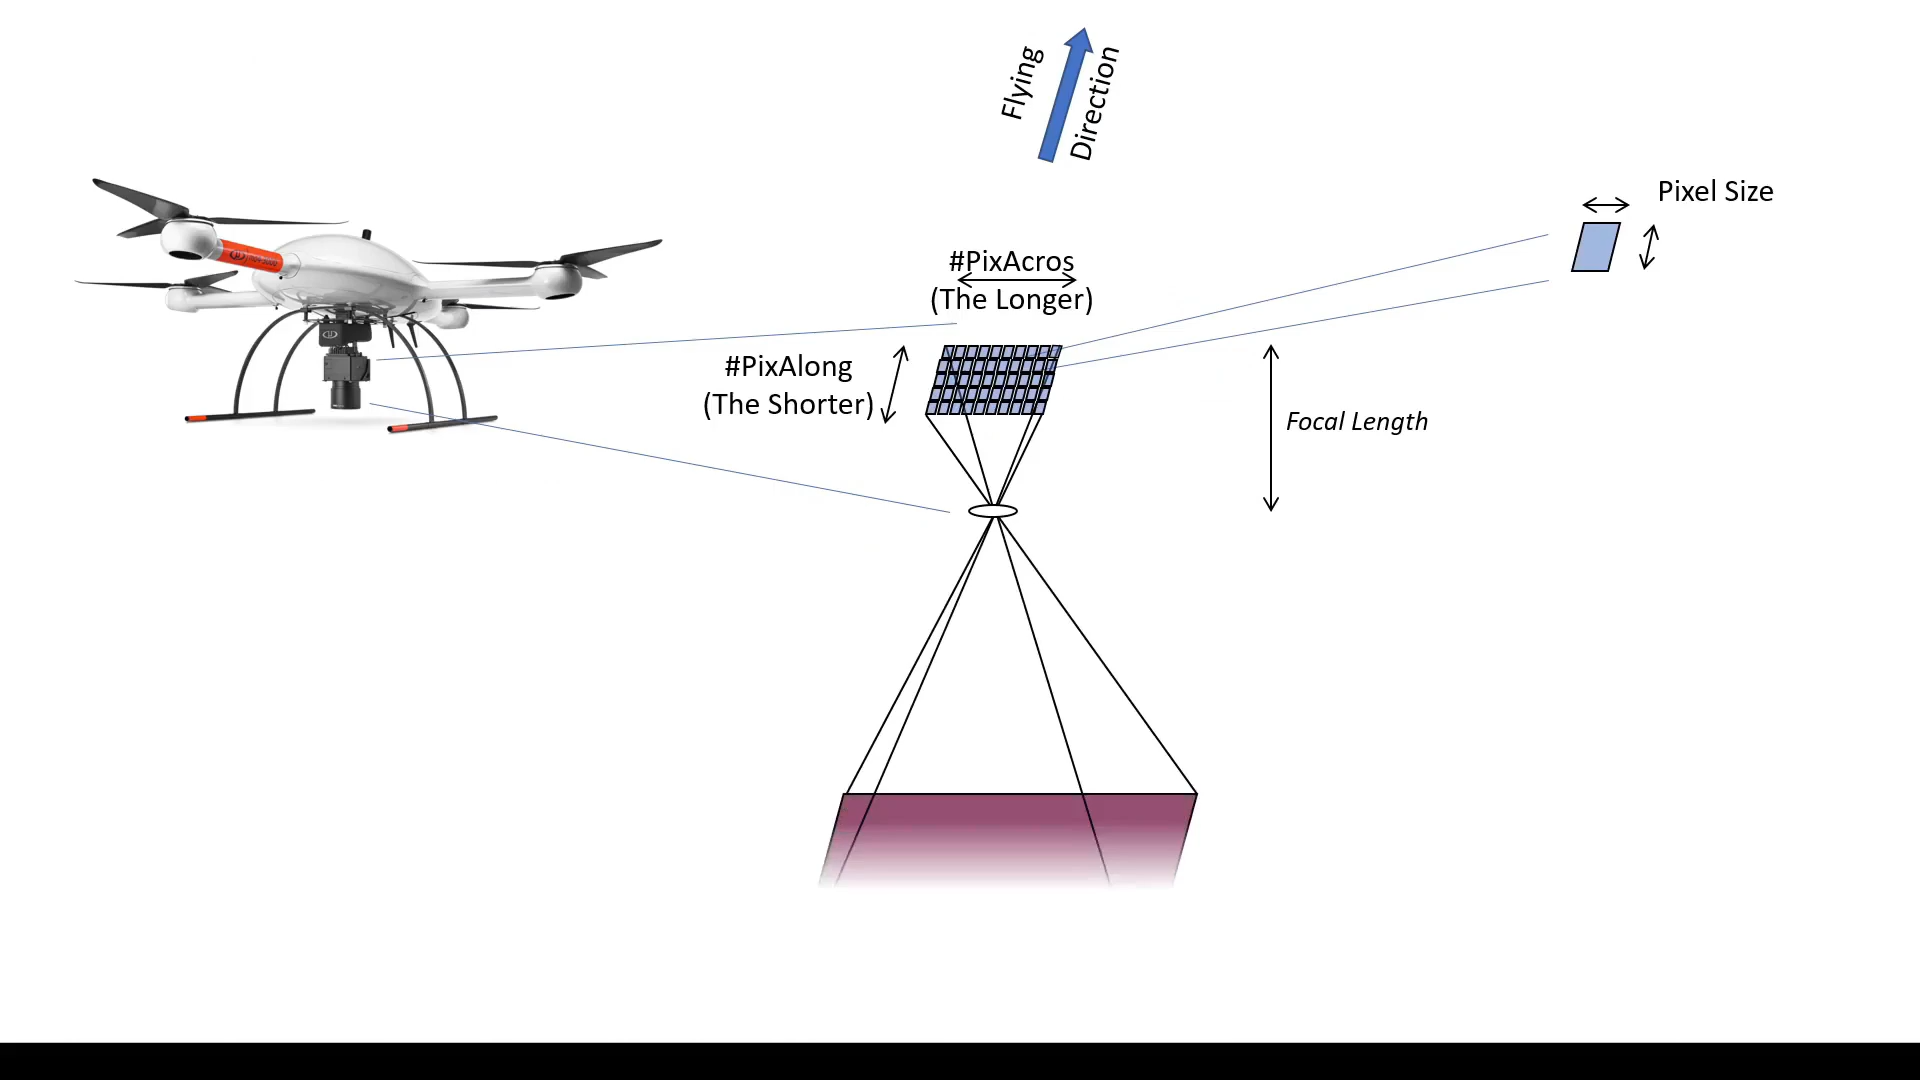 Flying
Direction
Pixel Size
#PixAcros
(The Longer)
#PixAlong
(The Shorter)
Focal Length